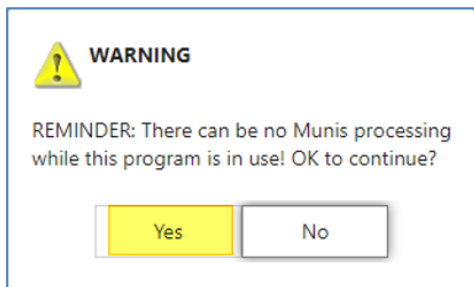 WARNING
REMINDER: There can be no Munis processing
while this program is in use! OK to continue?
Yes
No